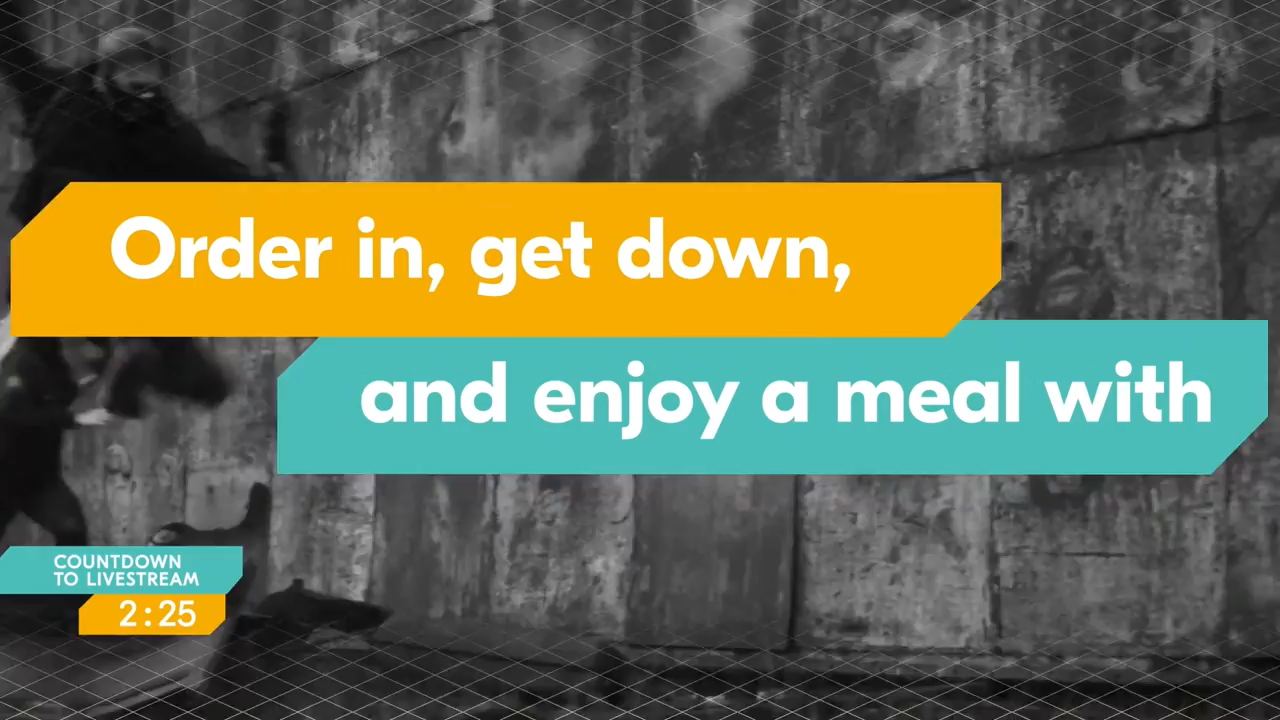 Order in, get down,
and enjoy a meal with
COUNTDOWN
TO LIVESTREAM
2:25